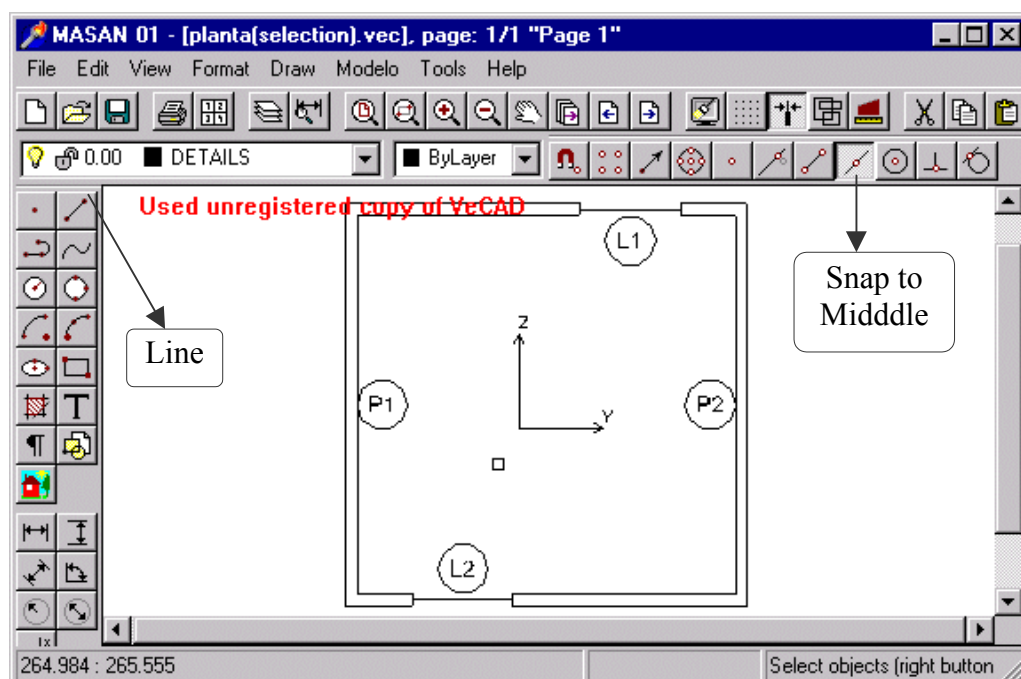 MASAN 01 - [planta(selection).vec], page: 1/1 "Page 1"
File Edit View Format Draw Modelo Tools Help
0.00 DETAILS ByLayer
Used unregistered copy of VeCAD
L1
Snap to
Midddle
Line
Z
P1
Y
P2
L2
1x
264.984 : 265.555 Select objects (right button